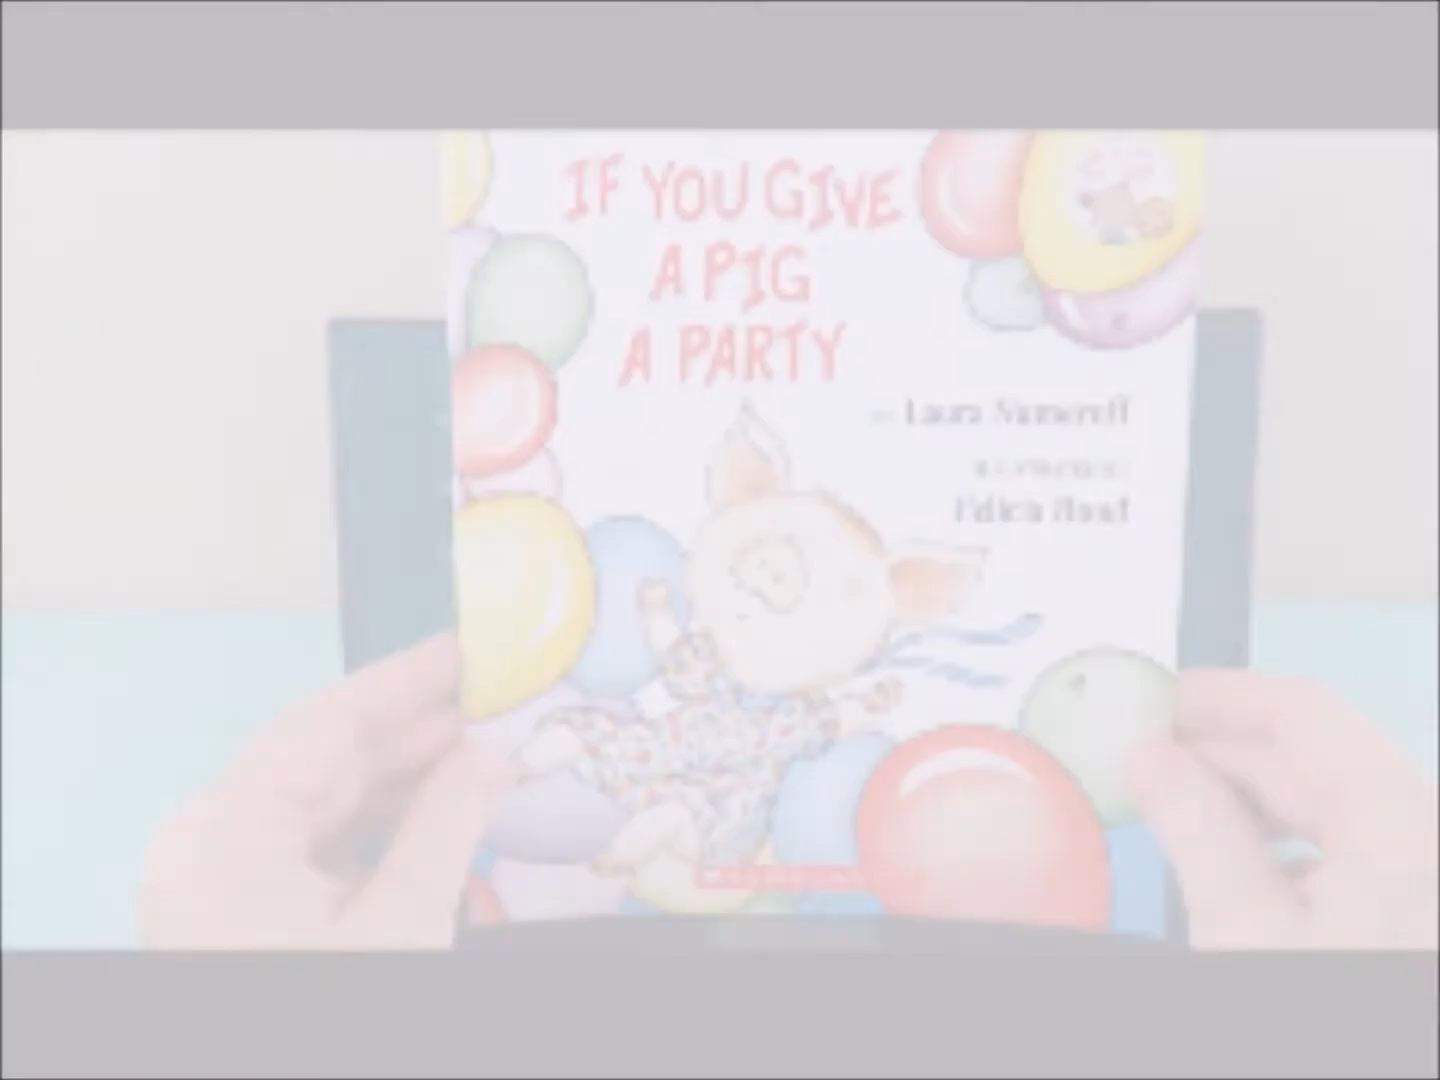 IF YOU GIVE
A PIG
A PARTY
Laura Numeroff
Felicia Bond